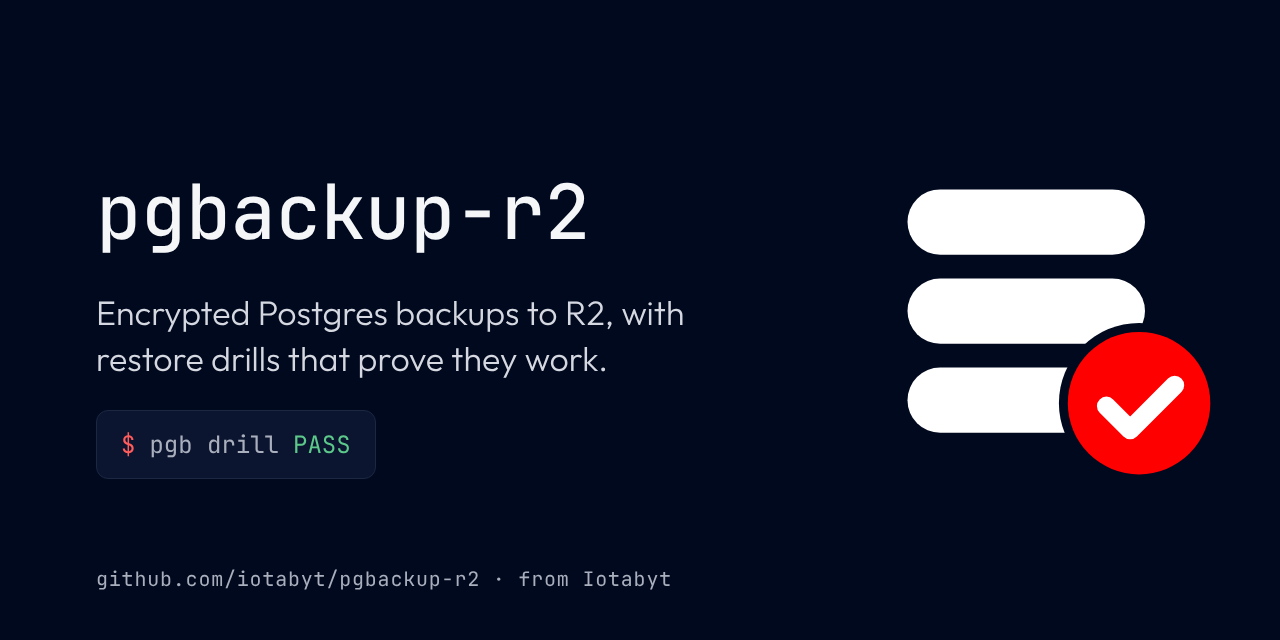 pgbackup-r2
Encrypted Postgres backups to R2, with
restore drills that prove they work.
$ pgb drill PASS
github.com/iotabyt/pgbackup-r2 · from Iotabyt